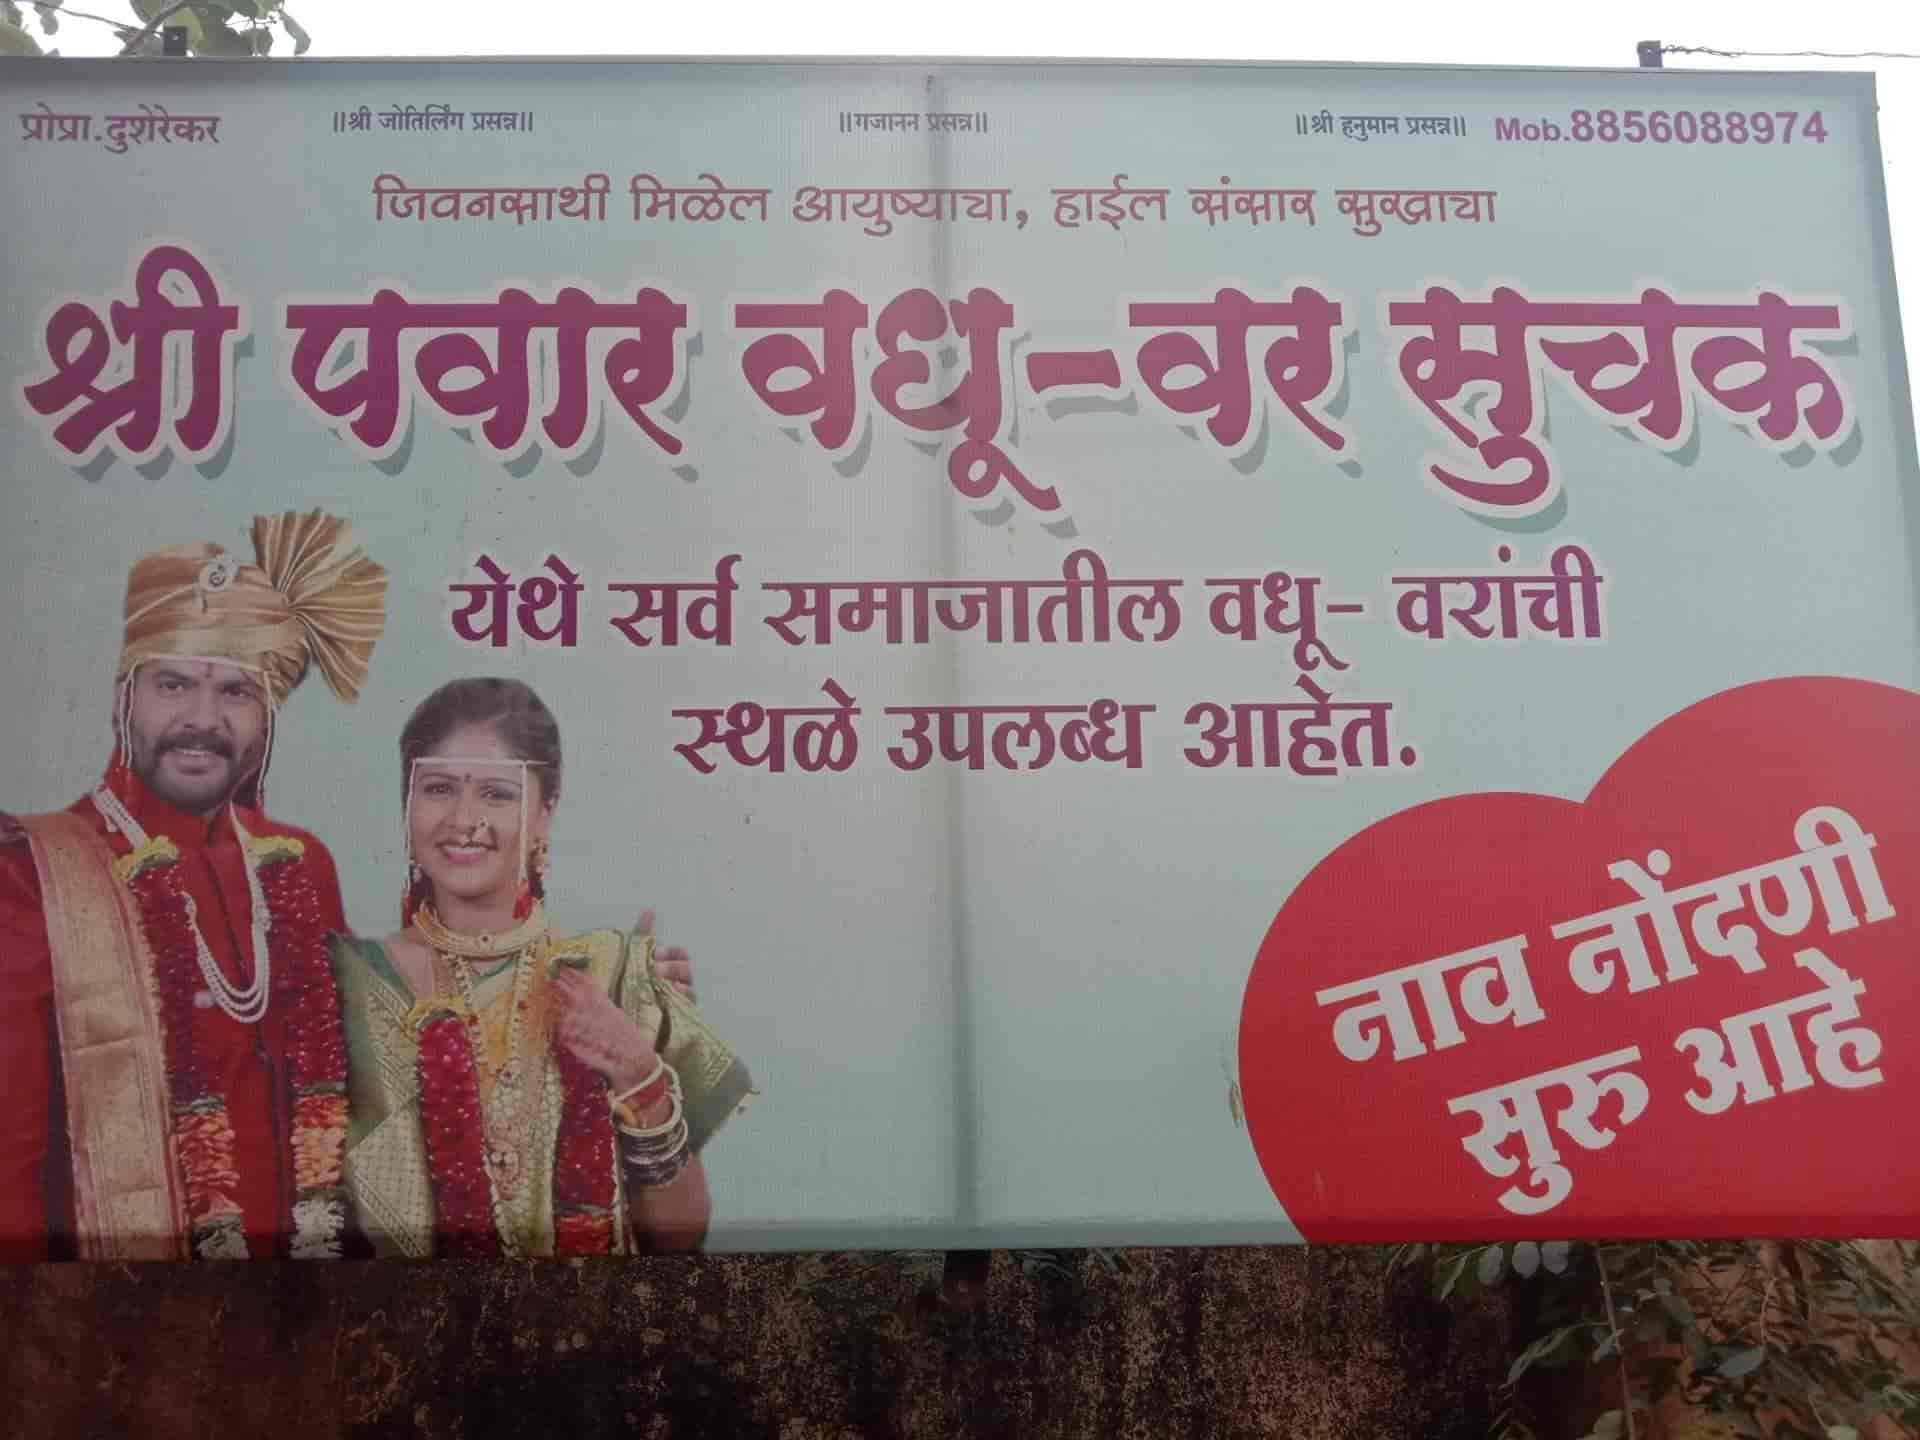 प्रोप्रा.दुशेरेकर ॥श्री जोतिर्लिंग प्रसन्न॥ ॥गजानन प्रसन्न॥ ॥श्री हनुमान प्रसन्न॥ Mob.8856088974
जिवनसाथी मिळेल आयुष्याचा, हाईल संसार सुखाचा
श्री पवार वधू-वर सुचक
येथे सर्व समाजातील वधू- वरांची
स्थळे उपलब्ध आहेत.
नाव नोंदणी
सुरु आहे